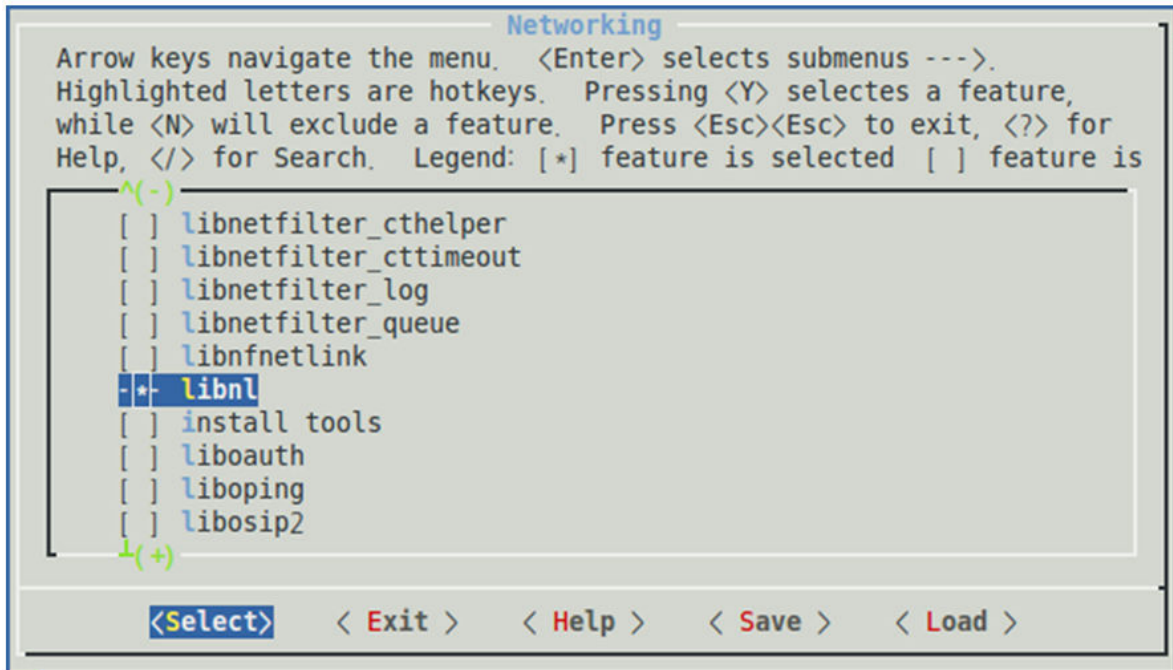 Networking
Arrow keys navigate the menu.  <Enter> selects submenus --->.
Highlighted letters are hotkeys.  Pressing <Y> selectes a feature,
while <N> will exclude a feature.  Press <Esc><Esc> to exit, <?> for
Help, </> for Search.  Legend: [*] feature is selected  [ ] feature is
^(-)
[ ] libnetfilter_cthelper
[ ] libnetfilter_cttimeout
[ ] libnetfilter_log
[ ] libnetfilter_queue
[ ] libnfnetlink
-*- libnl
[ ] install tools
[ ] liboauth
[ ] liboping
[ ] libosip2
┴(+)
<Select>    < Exit >    < Help >    < Save >    < Load >